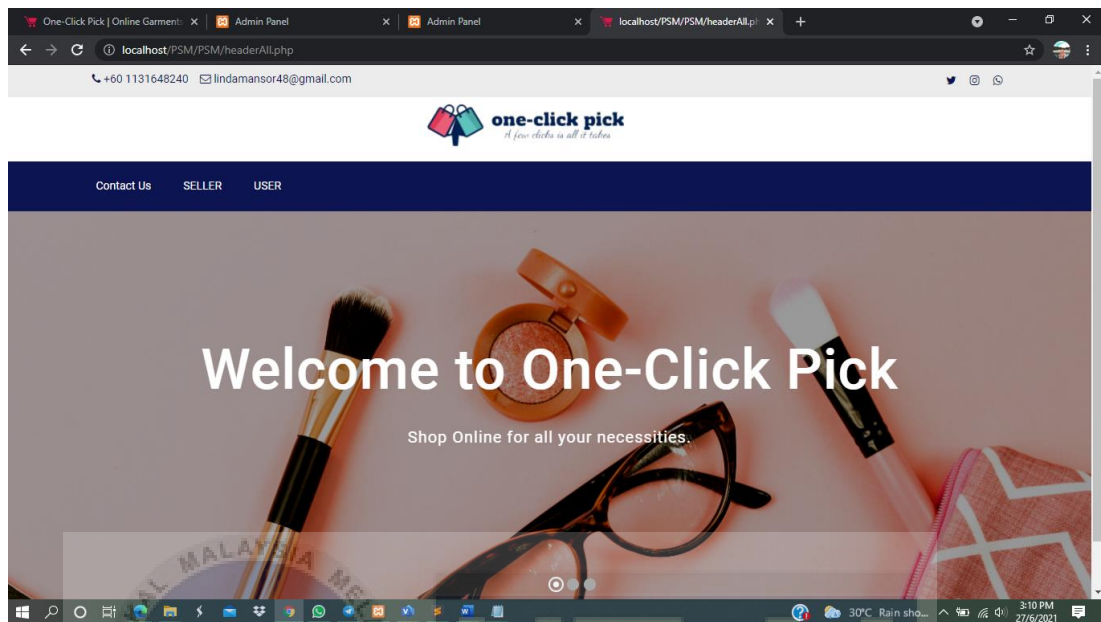 One-Click Pick | Online Garments
Admin Panel
Admin Panel
localhost/PSM/PSM/headerAll.ph
localhost/PSM/PSM/headerAll.php
+60 1131648240 lindamansor48@gmail.com
one-click pick
A few clicks is all it takes
Contact Us SELLER USER
Welcome to One-Click Pick
Shop Online for all your necessities.
MALAYSIA
30°C Rain sho...
3:10 PM
27/6/2021